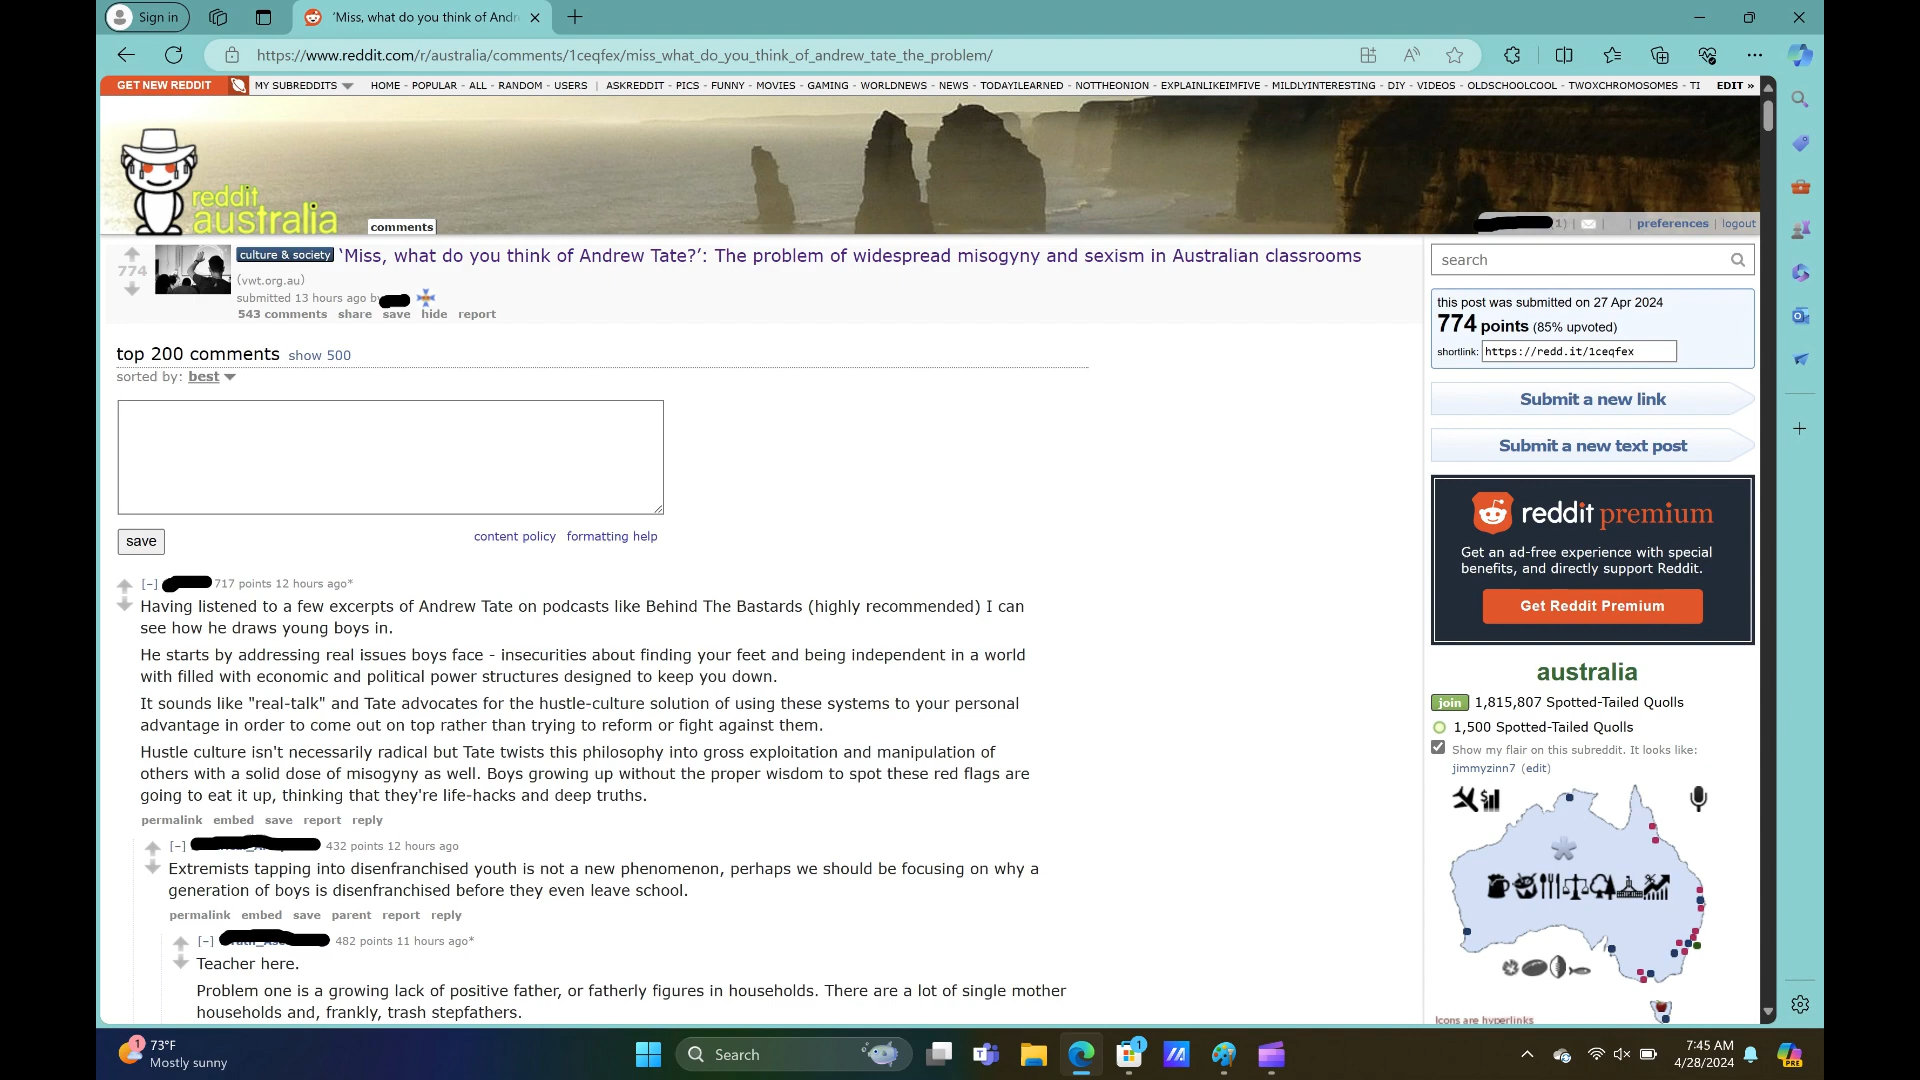 Sign in
'Miss, what do you think of Andr
https://www.reddit.com/r/australia/comments/1ceqfex/miss_what_do_you_think_of_andrew_tate_the_problem/
GET NEW REDDIT MY SUBREDDITS HOME - POPULAR - ALL - RANDOM - USERS | ASKREDDIT - PICS - FUNNY - MOVIES - GAMING - WORLDNEWS - NEWS - TODAYILEARNED - NOTTHEONION - EXPLAINLIKEIMFIVE - MILDLYINTERESTING - DIY - VIDEOS - OLDSCHOOLCOOL - TWOXCHROMOSOMES - TI EDIT »
reddit
australia
comments
1) | | | preferences | logout
774
culture & society ‘Miss, what do you think of Andrew Tate?’: The problem of widespread misogyny and sexism in Australian classrooms
(vwt.org.au)
submitted 13 hours ago b
543 comments share save hide report
top 200 comments show 500
sorted by: best
save
content policy formatting help
[–] 717 points 12 hours ago*
Having listened to a few excerpts of Andrew Tate on podcasts like Behind The Bastards (highly recommended) I can
see how he draws young boys in.
He starts by addressing real issues boys face - insecurities about finding your feet and being independent in a world
with filled with economic and political power structures designed to keep you down.
It sounds like "real-talk" and Tate advocates for the hustle-culture solution of using these systems to your personal
advantage in order to come out on top rather than trying to reform or fight against them.
Hustle culture isn't necessarily radical but Tate twists this philosophy into gross exploitation and manipulation of
others with a solid dose of misogyny as well. Boys growing up without the proper wisdom to spot these red flags are
going to eat it up, thinking that they're life-hacks and deep truths.
permalink embed save report reply
[–] 432 points 12 hours ago
Extremists tapping into disenfranchised youth is not a new phenomenon, perhaps we should be focusing on why a
generation of boys is disenfranchised before they even leave school.
permalink embed save parent report reply
[–] 482 points 11 hours ago*
Teacher here.
Problem one is a growing lack of positive father, or fatherly figures in households. There are a lot of single mother
households and, frankly, trash stepfathers.
search
this post was submitted on 27 Apr 2024
774 points (85% upvoted)
shortlink: https://redd.it/1ceqfex
Submit a new link
Submit a new text post
reddit premium
Get an ad-free experience with special
benefits, and directly support Reddit.
Get Reddit Premium
australia
join 1,815,807 Spotted-Tailed Quolls
1,500 Spotted-Tailed Quolls
Show my flair on this subreddit. It looks like:
jimmyzinn7 (edit)
Icons are hyperlinks
1
73°F
Mostly sunny
Search
1
PRE
7:45 AM
4/28/2024